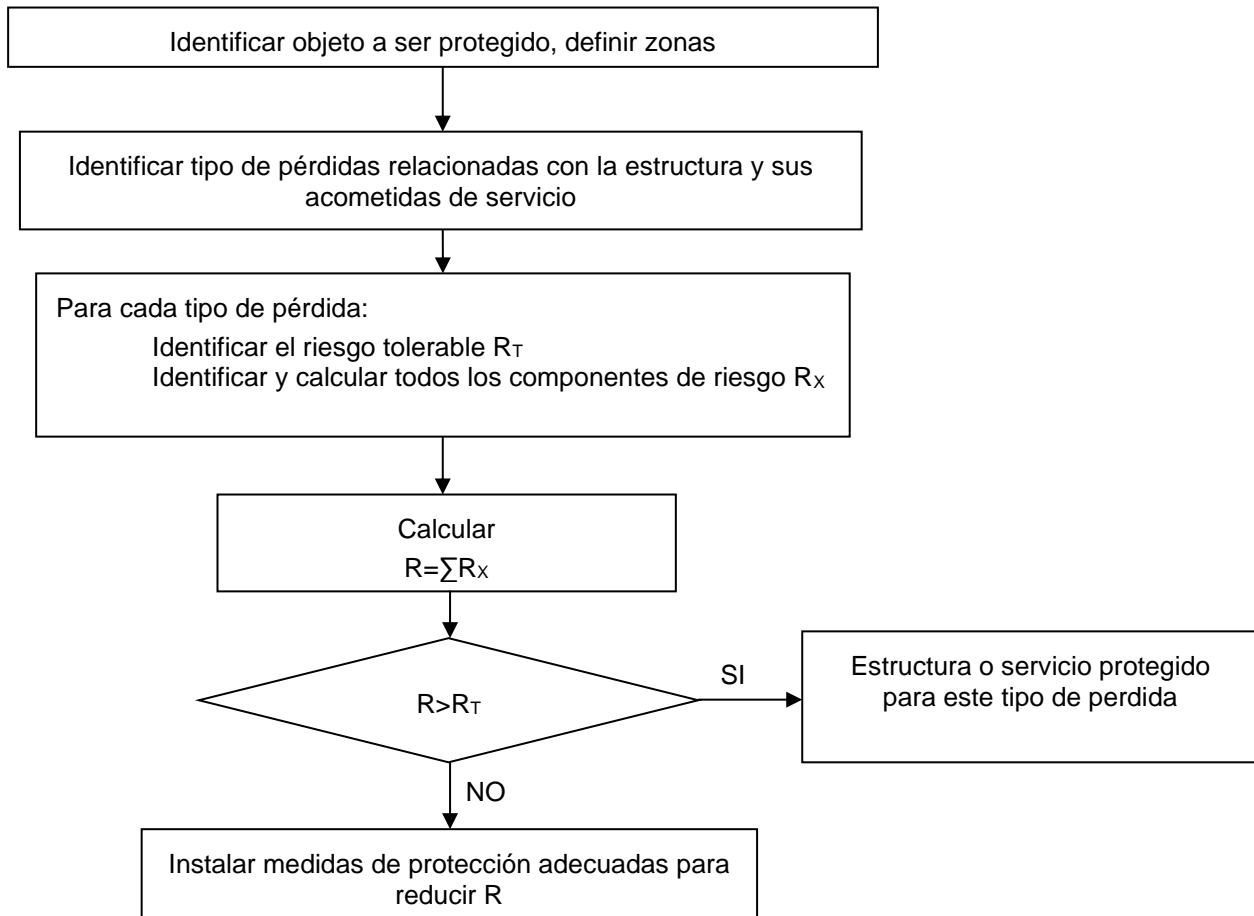 Identificar objeto a ser protegido, definir zonas
Identificar tipo de pérdidas relacionadas con la estructura y sus
acometidas de servicio
Para cada tipo de pérdida:
Identificar el riesgo tolerable RT
Identificar y calcular todos los componentes de riesgo RX
Calcular
R=∑RX
R>RT
SI
Estructura o servicio protegido
para este tipo de perdida
NO
Instalar medidas de protección adecuadas para
reducir R